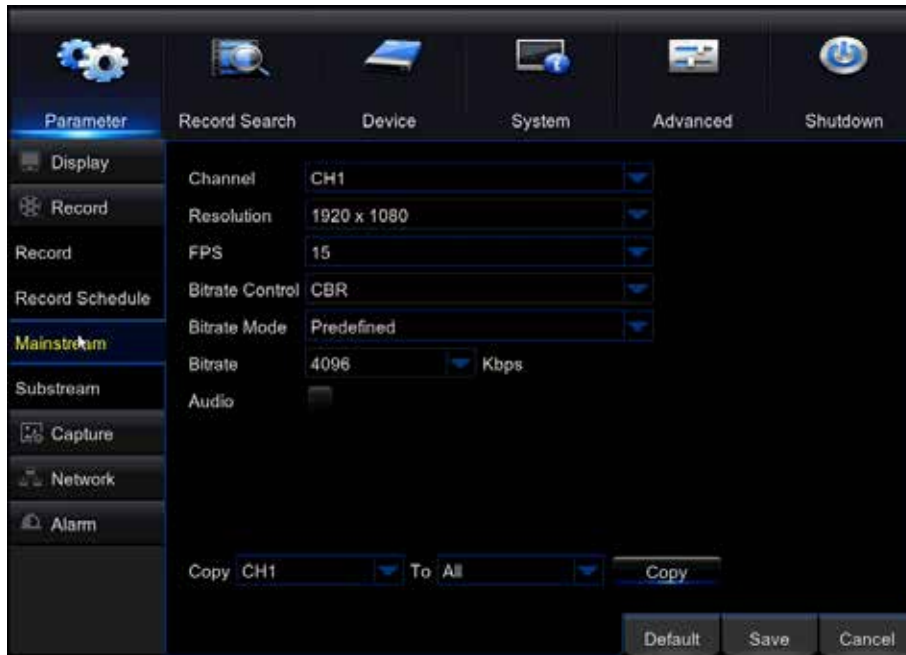 Parameter Record Search Device System Advanced Shutdown
Display
Record
Record
Record Schedule
Mainstream
Substream
Capture
Network
Alarm
Channel CH1
Resolution 1920 x 1080
FPS 15
Bitrate Control CBR
Bitrate Mode Predefined
Bitrate 4096 Kbps
Audio
Copy CH1 To All Copy
Default Save Cancel